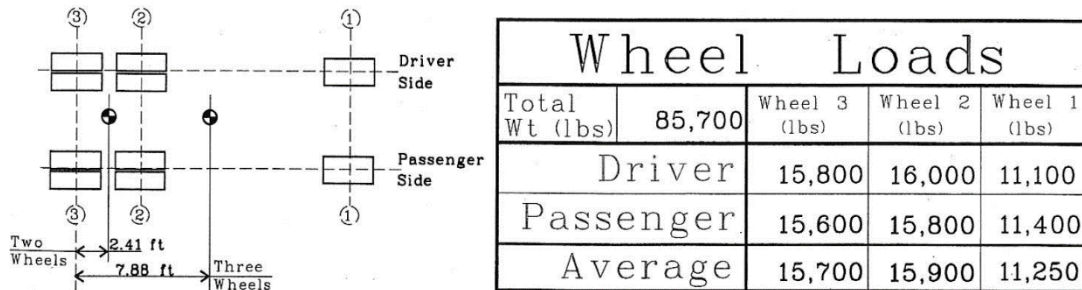 ③ ② ①
Driver
Side
Passenger
Side
③ ② ①
Two
Wheels
2.41 ft
7.88 ft
Three
Wheels
Wheel Loads
Total
Wt (lbs) 85,700 Wheel 3
(lbs) Wheel 2
(lbs) Wheel 1
(lbs)
Driver 15,800 16,000 11,100
Passenger 15,600 15,800 11,400
Average 15,700 15,900 11,250